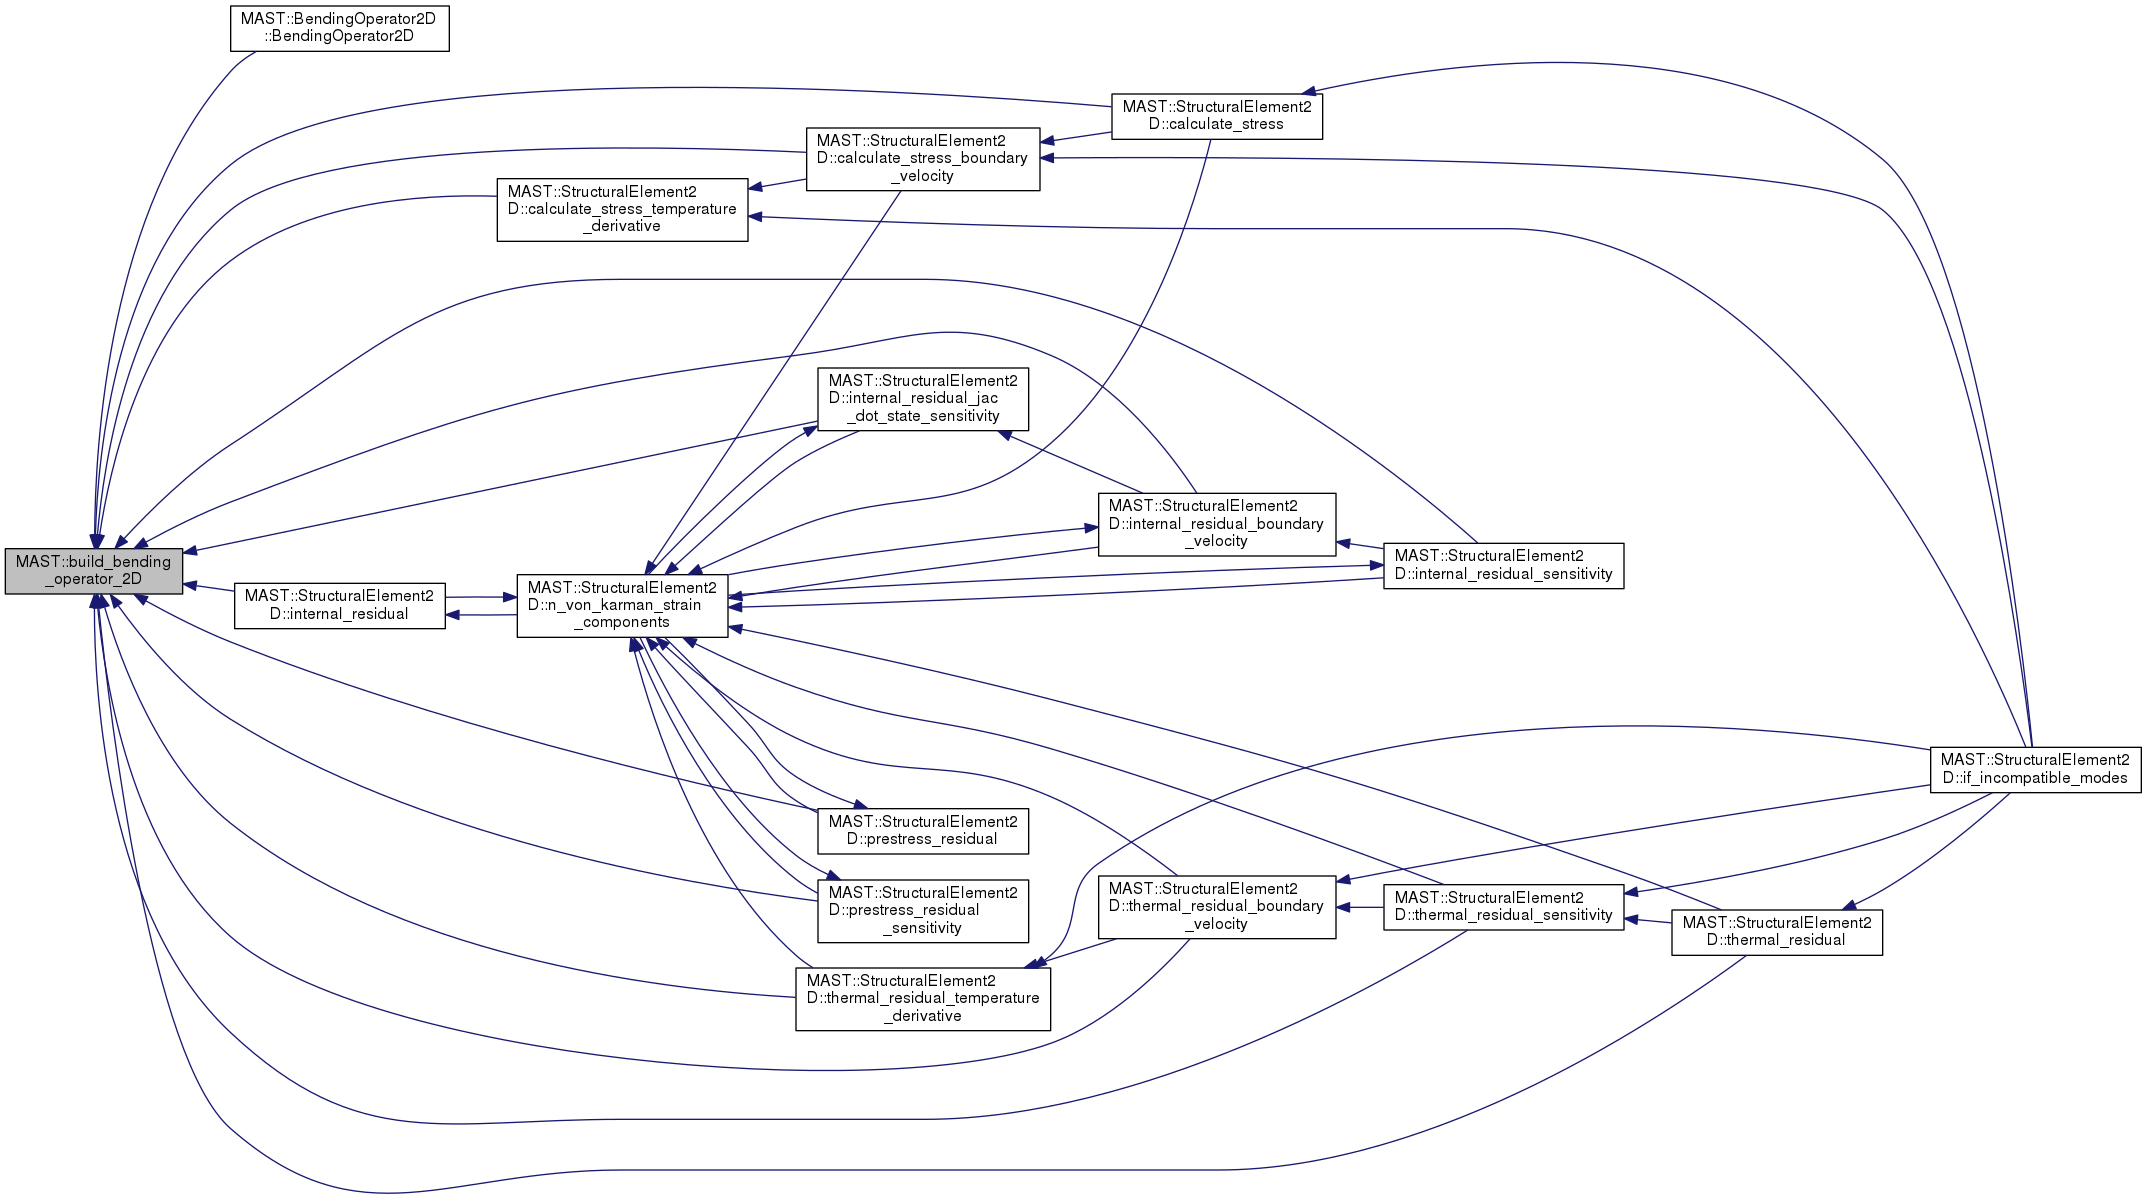 MAST::BendingOperator2D
::BendingOperator2D
MAST::StructuralElement2
D::calculate_stress
MAST::StructuralElement2
D::calculate_stress_boundary
_velocity
MAST::StructuralElement2
D::calculate_stress_temperature
_derivative
MAST::StructuralElement2
D::internal_residual_jac
_dot_state_sensitivity
MAST::StructuralElement2
D::internal_residual_boundary
_velocity
MAST::StructuralElement2
D::internal_residual_sensitivity
MAST::build_bending
_operator_2D
MAST::StructuralElement2
D::internal_residual
MAST::StructuralElement2
D::n_von_karman_strain
_components
MAST::StructuralElement2
D::if_incompatible_modes
MAST::StructuralElement2
D::prestress_residual
MAST::StructuralElement2
D::prestress_residual
_sensitivity
MAST::StructuralElement2
D::thermal_residual_boundary
_velocity
MAST::StructuralElement2
D::thermal_residual_sensitivity
MAST::StructuralElement2
D::thermal_residual
MAST::StructuralElement2
D::thermal_residual_temperature
_derivative